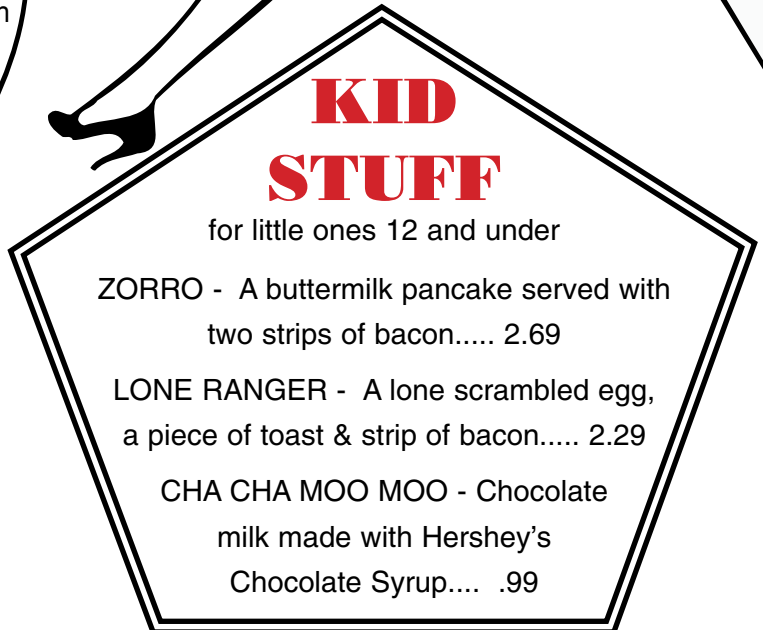 KID
STUFF
for little ones 12 and under
ZORRO -  A buttermilk pancake served with
two strips of bacon..... 2.69
LONE RANGER -  A lone scrambled egg,
a piece of toast & strip of bacon..... 2.29
CHA CHA MOO MOO - Chocolate
milk made with Hershey’s
Chocolate Syrup....  .99